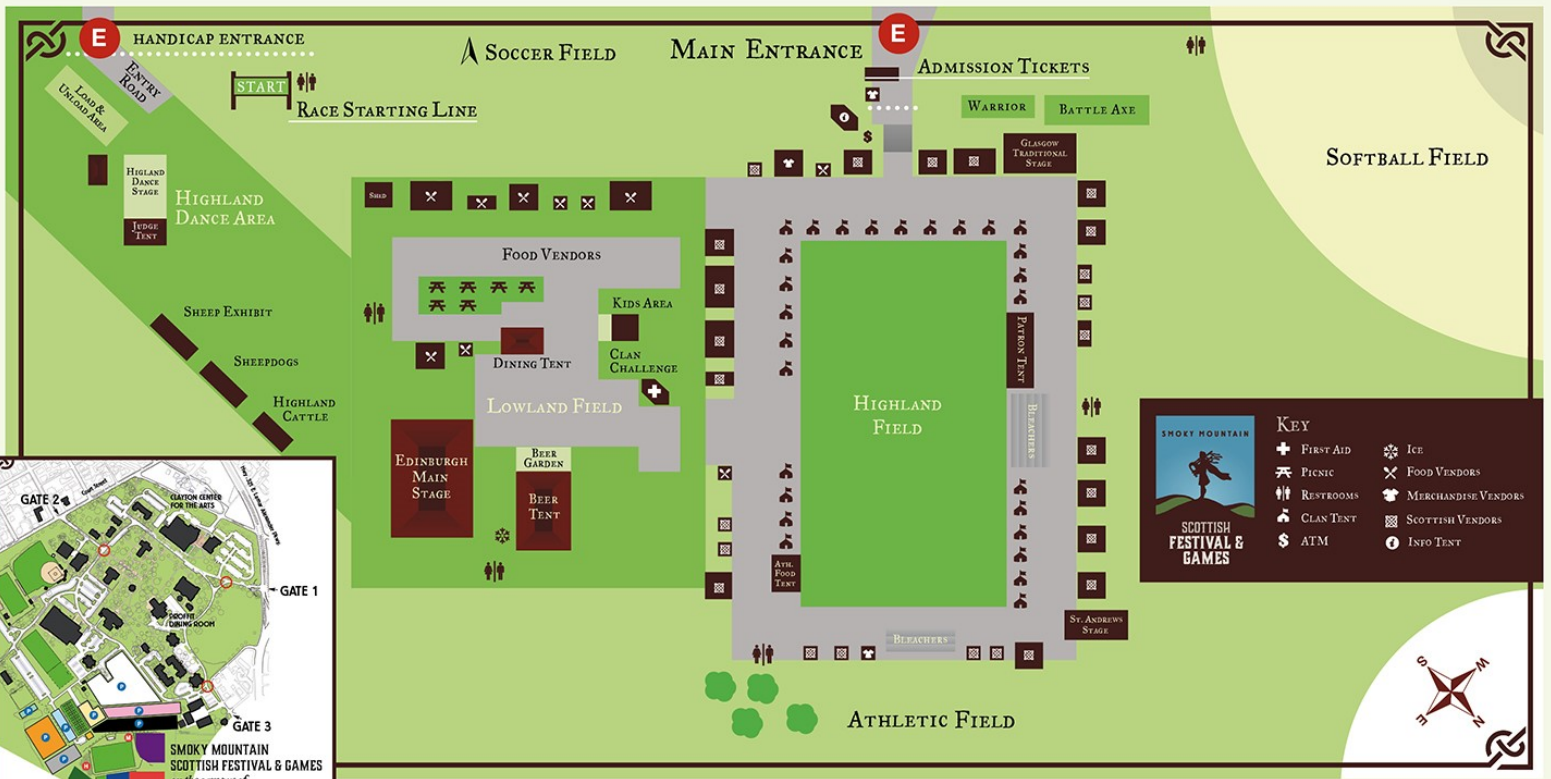 E
HANDICAP ENTRANCE
ENTRY
ROAD
LOAD &
UNLOAD AREA
START
RACE STARTING LINE
SOCCER FIELD
MAIN ENTRANCE
E
ADMISSION TICKETS
WARRIOR
BATTLE AXE
$
GLASGOW
TRADITIONAL
STAGE
SOFTBALL FIELD
HIGLAND
DANCE
STAGE
JUDGE
TENT
HIGHLAND
DANCE AREA
SHED
FOOD VENDORS
KIDS AREA
CLAN
CHALLENGE
DINING TENT
LOWLAND FIELD
SHEEP EXHIBIT
SHEEPDOGS
HIGHLAND
CATTLE
EDINBURGH
MAIN
STAGE
BEER
GARDEN
BEER
TENT
HIGHLAND
FIELD
PATRON TENT
BLEACHERS
ATH.
FOOD
TENT
BLEACHERS
ST. ANDREWS
STAGE
ATHLETIC FIELD
SMOKY MOUNTAIN
SCOTTISH
FESTIVAL &
GAMES
KEY
FIRST AID
PICNIC
RESTROOMS
CLAN TENT
$ ATM
ICE
FOOD VENDORS
MERCHANDISE VENDORS
SCOTTISH VENDORS
INFO TENT
S
W
E
N
GATE 2
Court Street
CLAYTON CENTER
FOR THE ARTS
GATE 1
PROFFIT
DINING ROOM
P
P
P
P
P
P
GATE 3
SMOKY MOUNTAIN
SCOTTISH FESTIVAL & GAMES